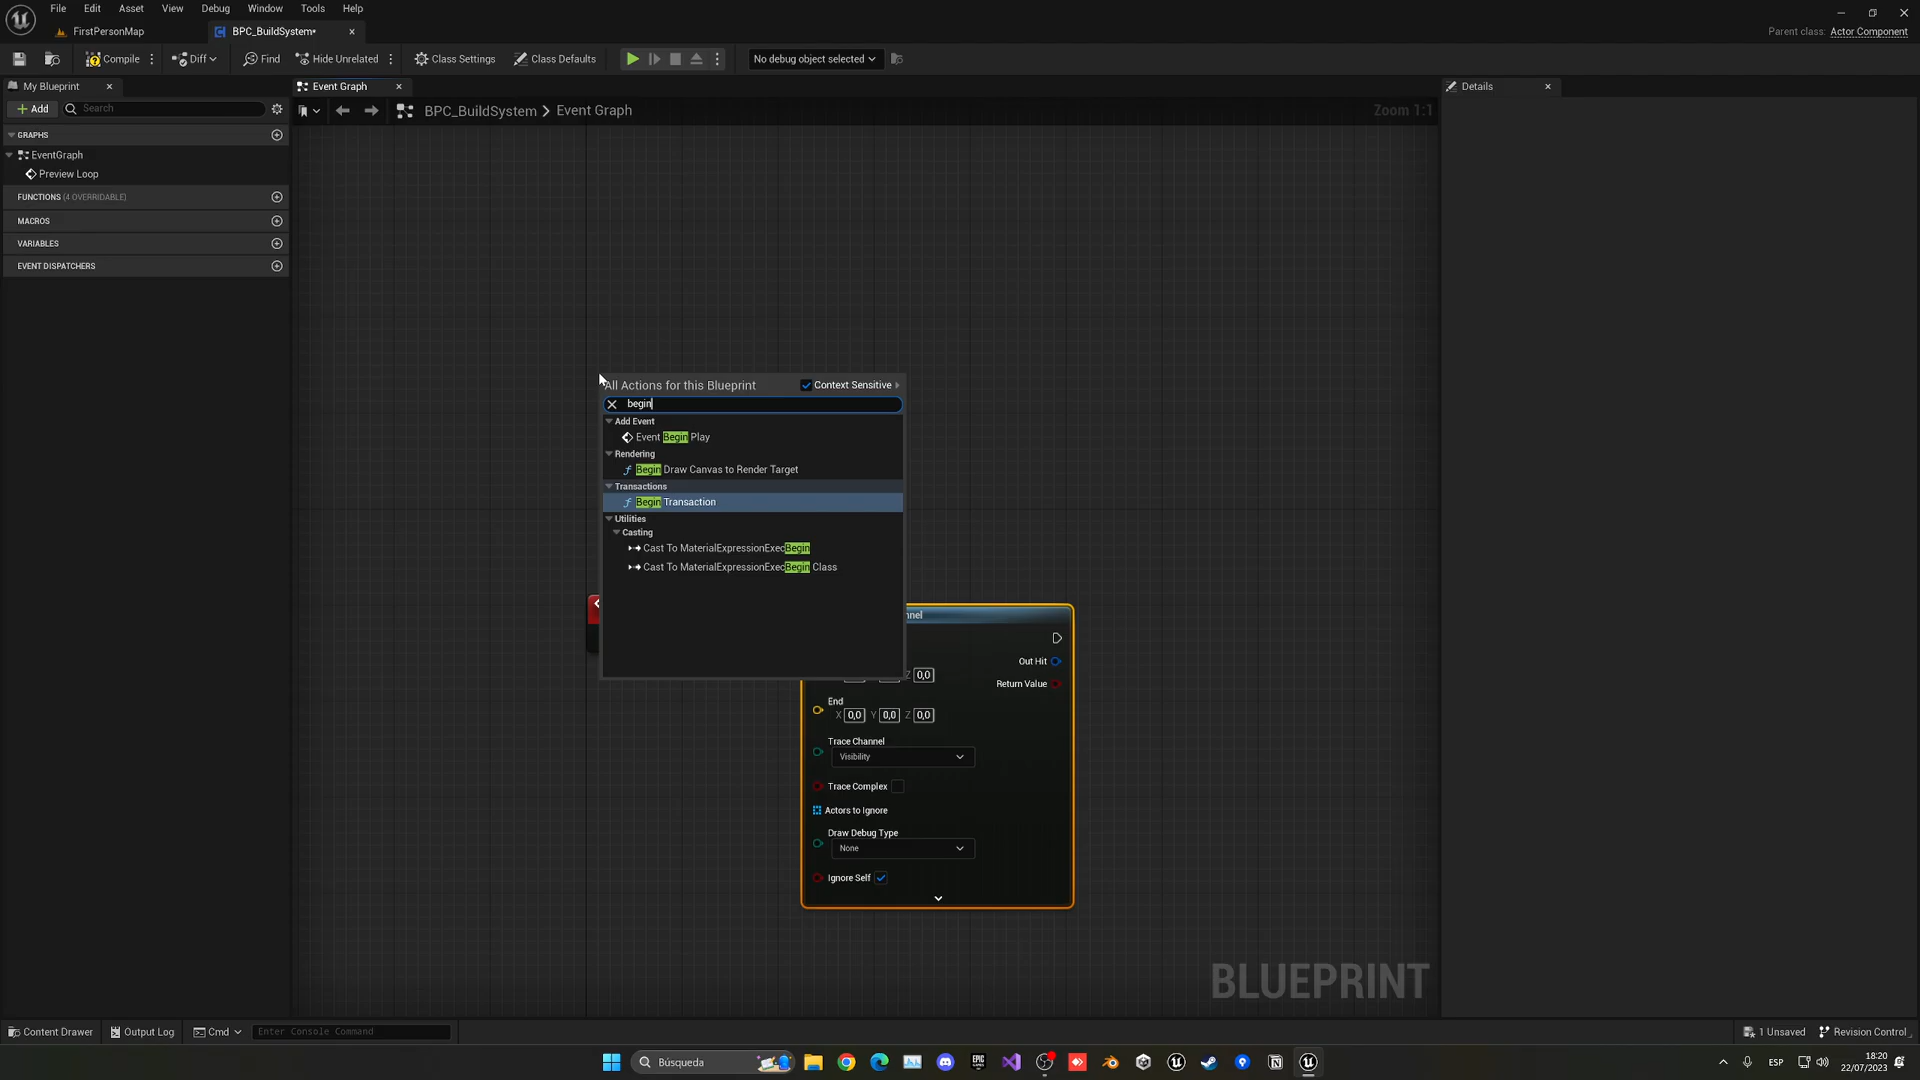 File Edit Asset View Debug Window Tools Help
FirstPersonMap
BPC_BuildSystem*
Parent class: Actor Component
Compile
Diff
Find
Hide Unrelated
Class Settings
Class Defaults
No debug object selected
My Blueprint
Event Graph
Details
Add
Search
BPC_BuildSystem > Event Graph
Zoom 1:1
GRAPHS
EventGraph
Preview Loop
FUNCTIONS (4 OVERRIDABLE)
MACROS
VARIABLES
EVENT DISPATCHERS
All Actions for this Blueprint
Context Sensitive
begin
Add Event
Event Begin Play
Rendering
Begin Draw Canvas to Render Target
Transactions
Begin Transaction
Utilities
Casting
Cast To MaterialExpressionExecBegin
Cast To MaterialExpressionExecBegin Class
nnel
Out Hit
Z 0,0
Return Value
End
X 0,0 Y 0,0 Z 0,0
Trace Channel
Visibility
Trace Complex
Actors to Ignore
Draw Debug Type
None
Ignore Self
BLUEPRINT
Content Drawer
Output Log
Cmd
Enter Console Command
1 Unsaved
Revision Control
Búsqueda
EPIC GAMES
ESP
18:20
22/07/2023